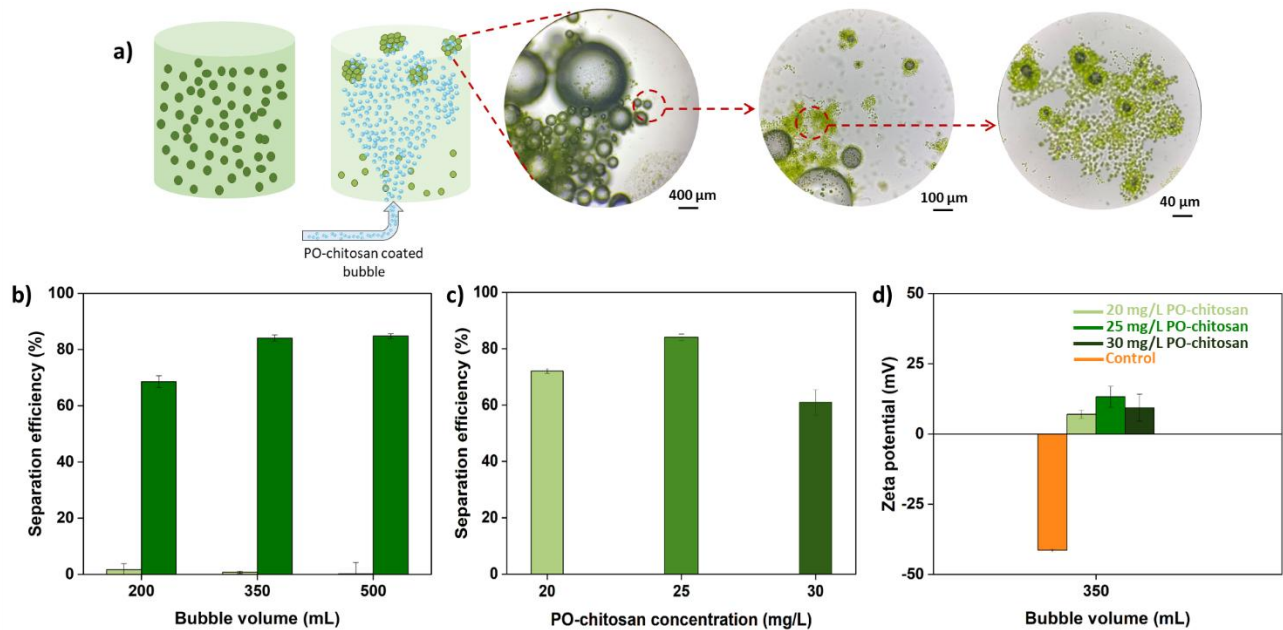 a)
PO-chitosan coated
bubble
400 µm
100 µm
40 µm
b)
100
80
60
40
20
0
Separation efficiency (%)
200
350
500
Bubble volume (mL)
c)
100
80
60
40
20
0
Separation efficiency (%)
20
25
30
PO-chitosan concentration (mg/L)
d)
50
25
0
-25
-50
Zeta potential (mV)
20 mg/L PO-chitosan
25 mg/L PO-chitosan
30 mg/L PO-chitosan
Control
350
Bubble volume (mL)